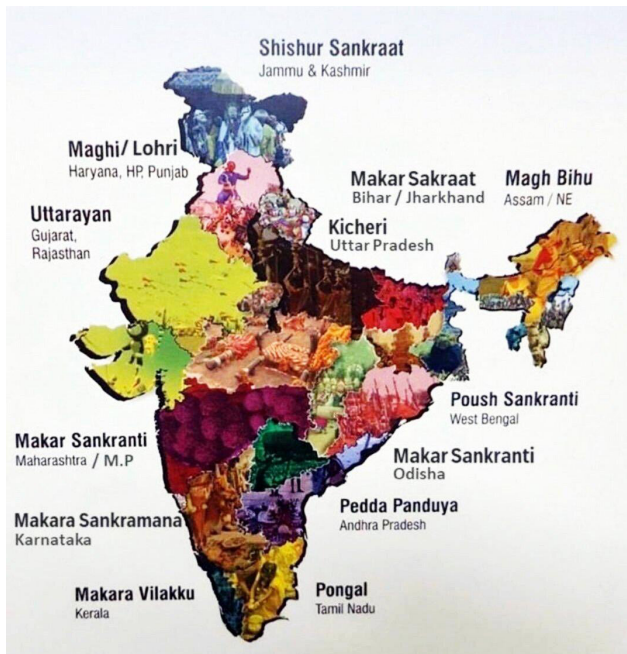 Shishur Sankraat
Jammu & Kashmir
Maghi/ Lohri
Haryana, HP, Punjab
Makar Sakraat
Bihar / Jharkhand
Magh Bihu
Assam / NE
Uttarayan
Gujarat,
Rajasthan
Kicheri
Uttar Pradesh
Poush Sankranti
West Bengal
Makar Sankranti
Maharashtra / M.P
Makar Sankranti
Odisha
Pedda Panduya
Andhra Pradesh
Makara Sankramana
Karnataka
Makara Vilakku
Kerala
Pongal
Tamil Nadu